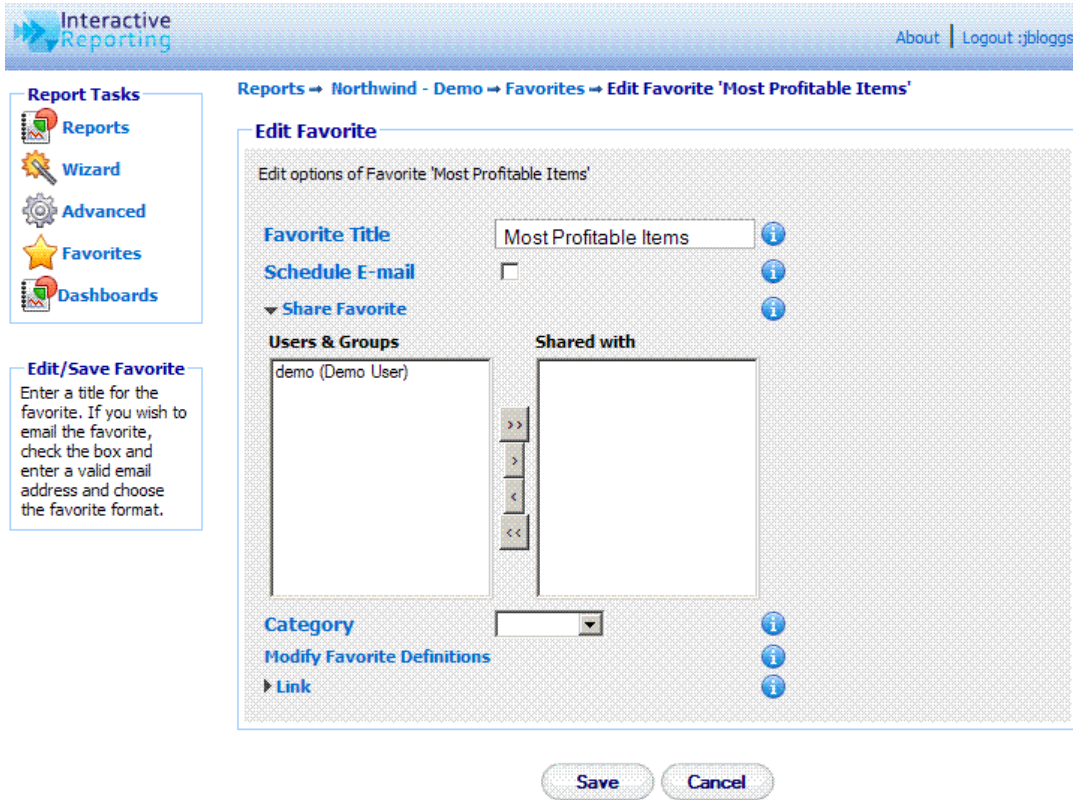 Interactive
Reporting
About | Logout :jbloggs
Report Tasks
Reports
Wizard
Advanced
Favorites
Dashboards
Edit/Save Favorite
Enter a title for the
favorite. If you wish to
email the favorite,
check the box and
enter a valid email
address and choose
the favorite format.
Reports → Northwind - Demo → Favorites → Edit Favorite 'Most Profitable Items'
Edit Favorite
Edit options of Favorite 'Most Profitable Items'
Favorite Title Most Profitable Items
Schedule E-mail
Share Favorite
Users & Groups Shared with
demo (Demo User)
>>
>
<
<<
Category
Modify Favorite Definitions
Link
Save Cancel